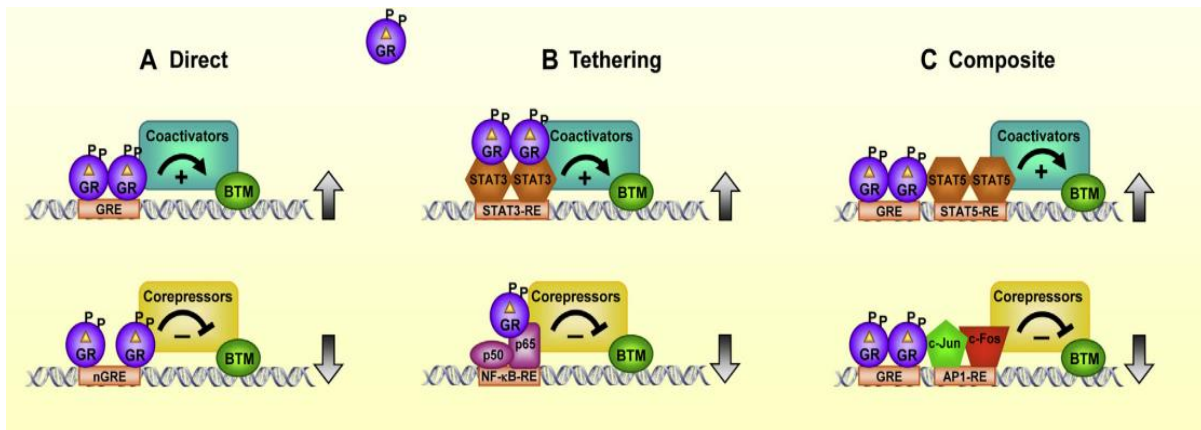 P P
GR
A Direct
B Tethering
C Composite
P P P P
GR GR
Coactivators
+
BTM
GRE
P P P P
GR GR
STAT3 STAT3
Coactivators
+
BTM
STAT3-RE
P P P P
GR GR
STAT5 STAT5
Coactivators
+
BTM
GRE STAT5-RE
P P P P
GR GR
Corepressors
−
BTM
nGRE
P P
GR
p50 p65
Corepressors
−
BTM
NF-κB-RE
P P P P
GR GR
c-Jun c-Fos
Corepressors
−
BTM
GRE AP1-RE